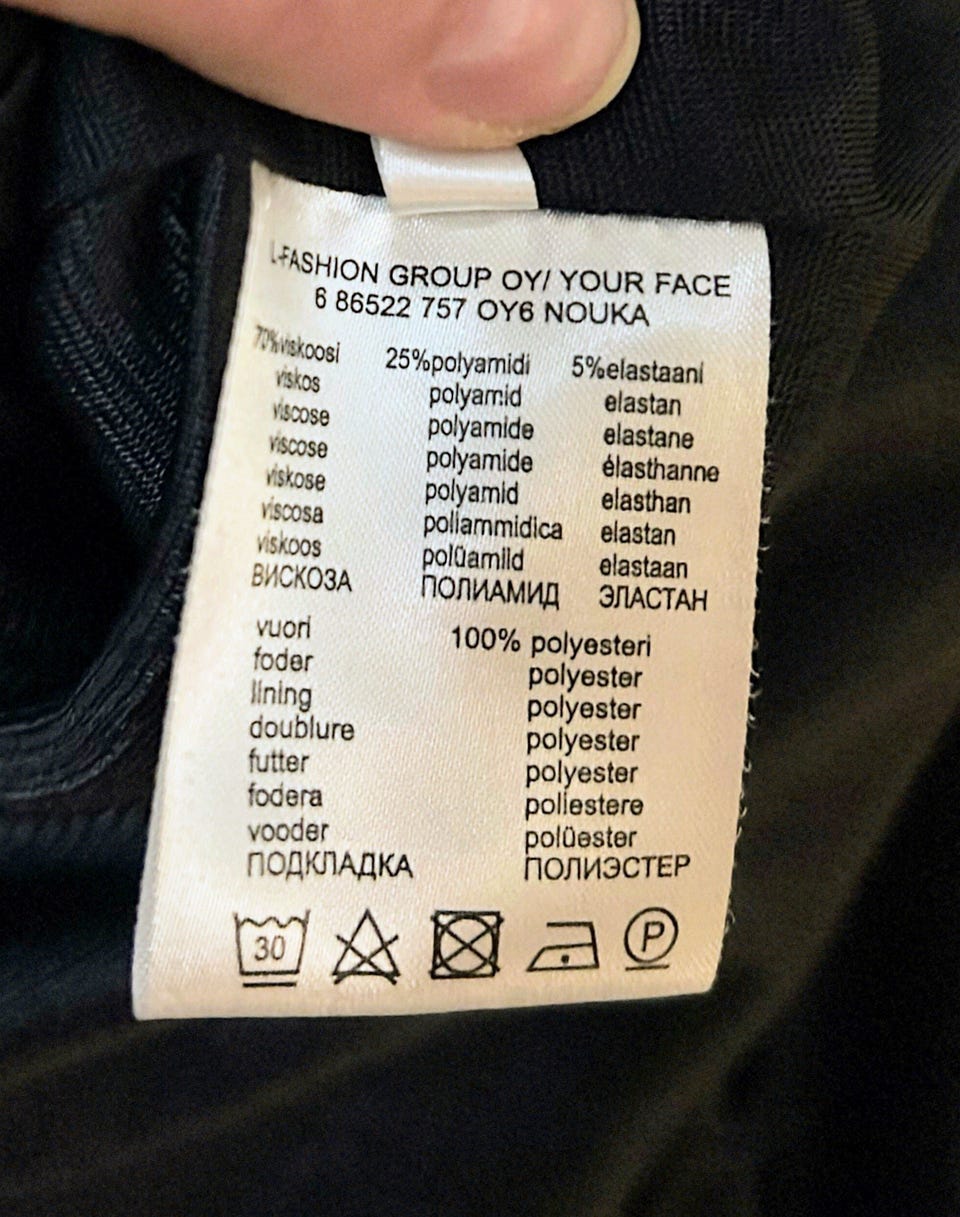 L-FASHION GROUP OY/ YOUR FACE
6 86522 757 OY6 NOUKA
70%viskoosi 25%polyamidi 5%elastaani
viskos polyamid elastan
viscose polyamide elastane
viscose polyamide élasthanne
viskose polyamid elasthan
viscosa poliammidica elastan
viskoos polüamiid elastaan
ВИСКОЗА ПОЛИАМИД ЭЛАСТАН
vuori 100% polyesteri
foder polyester
lining polyester
doublure polyester
futter polyester
fodera poliestere
vooder polüester
ПОДКЛАДКА ПОЛИЭСТЕР
30 P